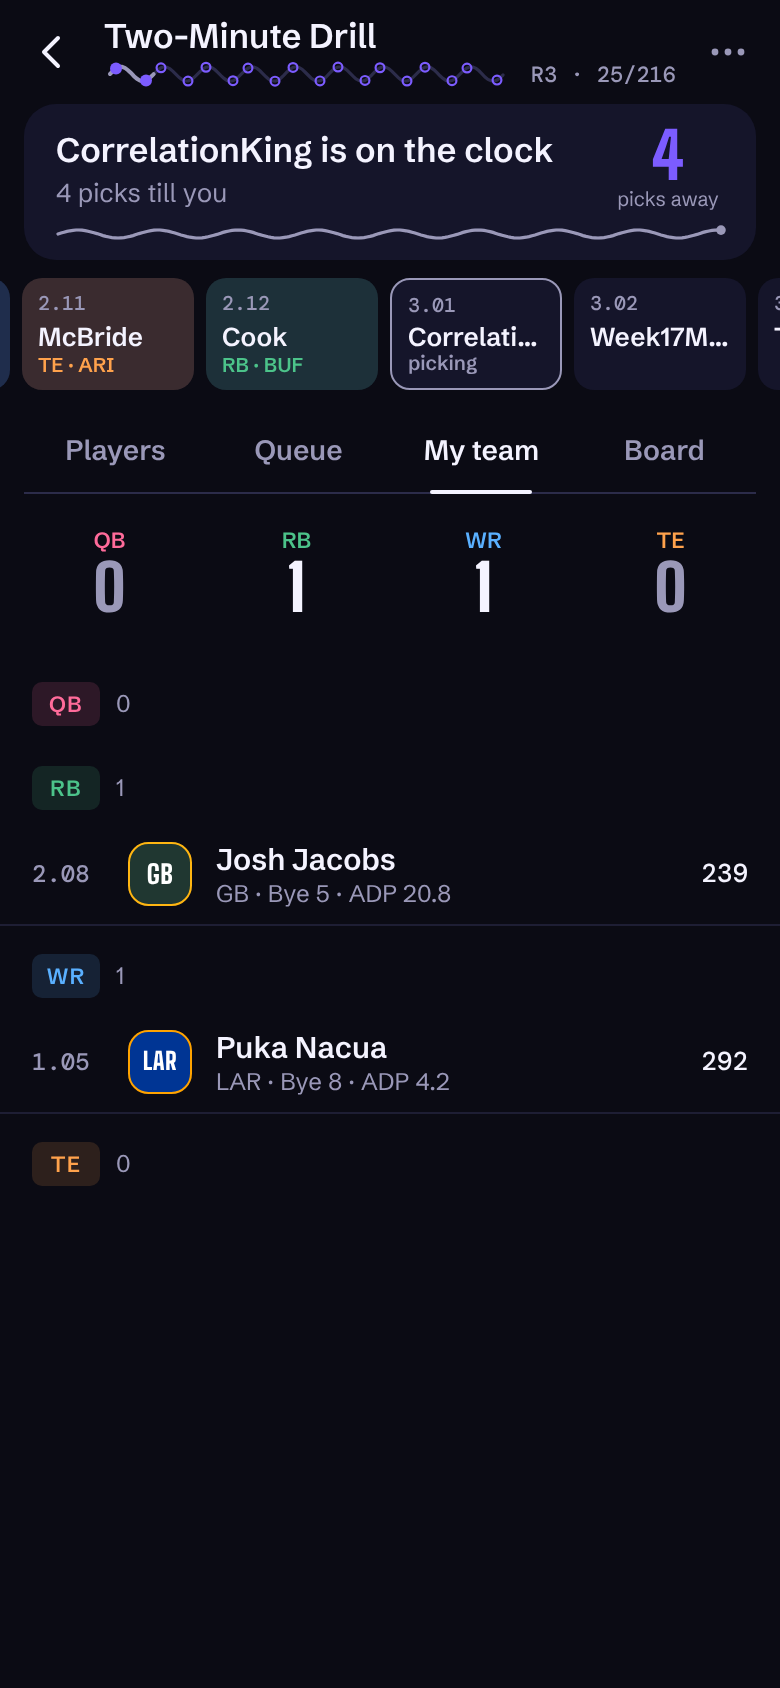 Two-Minute Drill
R3 · 25/216
CorrelationKing is on the clock
4 picks till you
4
picks away
2.11
McBride
TE · ARI
2.12
Cook
RB · BUF
3.01
Correlati...
picking
3.02
Week17M...
Players
Queue
My team
Board
QB
0
RB
1
WR
1
TE
0
QB 0
RB 1
2.08
GB
Josh Jacobs
GB · Bye 5 · ADP 20.8
239
WR 1
1.05
LAR
Puka Nacua
LAR · Bye 8 · ADP 4.2
292
TE 0